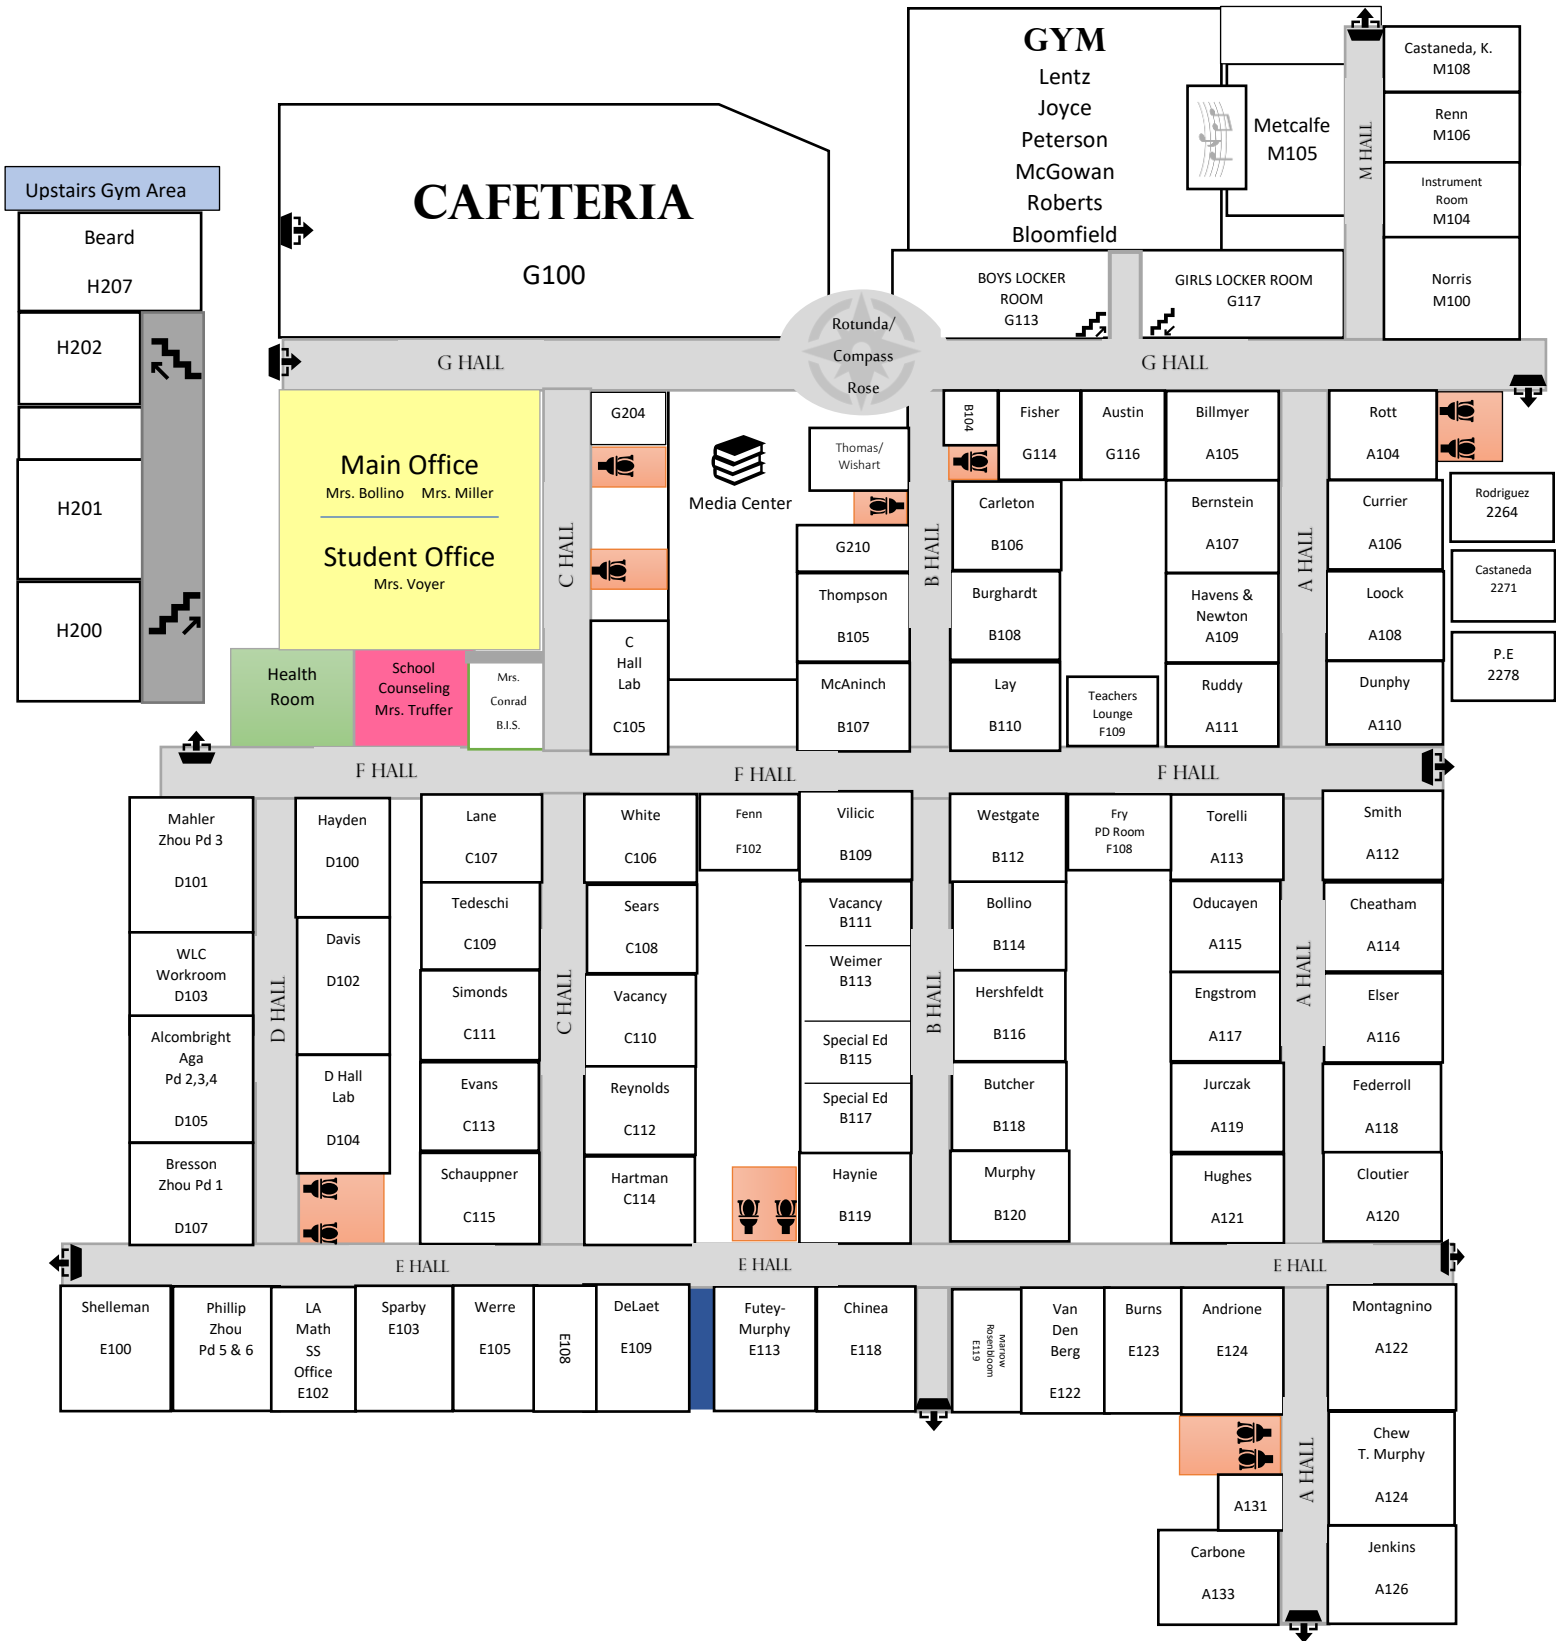 GYM
Lentz
Joyce
Peterson
McGowan
Roberts
Bloomfield
Castaneda, K.
M108
Renn
M106
Instrument
Room
M104
Norris
M100
M HALL
Metcalfe
M105
CAFETERIA
G100
Upstairs Gym Area
Beard
H207
H202
H201
H200
BOYS LOCKER
ROOM
G113
GIRLS LOCKER ROOM
G117
Rotunda/
Compass
Rose
G HALL
G HALL
Main Office
Mrs. Bollino Mrs. Miller
Student Office
Mrs. Voyer
Health
Room
School
Counseling
Mrs. Truffer
Mrs.
Conrad
B.I.S.
C HALL
G204
C
Hall
Lab
C105
Media Center
Thomas/
Wishart
G210
Thompson
B105
McAninch
B107
B HALL
B104
Fisher
G114
Austin
G116
Billmyer
A105
Carleton
B106
Burghardt
B108
Lay
B110
Teachers
Lounge
F109
Bernstein
A107
Havens &
Newton
A109
Ruddy
A111
A HALL
Rott
A104
Currier
A106
Loock
A108
Dunphy
A110
Rodriguez
2264
Castaneda
2271
P.E
2278
F HALL
F HALL
F HALL
Mahler
Zhou Pd 3
D101
WLC
Workroom
D103
Alcombright
Aga
Pd 2,3,4
D105
Bresson
Zhou Pd 1
D107
D HALL
Hayden
D100
Davis
D102
D Hall
Lab
D104
Lane
C107
Tedeschi
C109
Simonds
C111
Evans
C113
Schauppner
C115
C HALL
White
C106
Sears
C108
Vacancy
C110
Reynolds
C112
Hartman
C114
Fenn
F102
Vilicic
B109
Vacancy
B111
Weimer
B113
Special Ed
B115
Special Ed
B117
Haynie
B119
B HALL
Westgate
B112
Bollino
B114
Hershfeldt
B116
Butcher
B118
Murphy
B120
Fry
PD Room
F108
Torelli
A113
Oducayen
A115
Engstrom
A117
Jurczak
A119
Hughes
A121
A HALL
Smith
A112
Cheatham
A114
Elser
A116
Federroll
A118
Cloutier
A120
E HALL
E HALL
E HALL
Shelleman
E100
Phillip
Zhou
Pd 5 & 6
LA
Math
SS
Office
E102
Sparby
E103
Werre
E105
E108
DeLaet
E109
Futey-
Murphy
E113
Chinea
E118
Marlow
Rosenbloom
E119
Van
Den
Berg
E122
Burns
E123
Andrione
E124
A HALL
Montagnino
A122
Chew
T. Murphy
A124
A131
Carbone
A133
Jenkins
A126